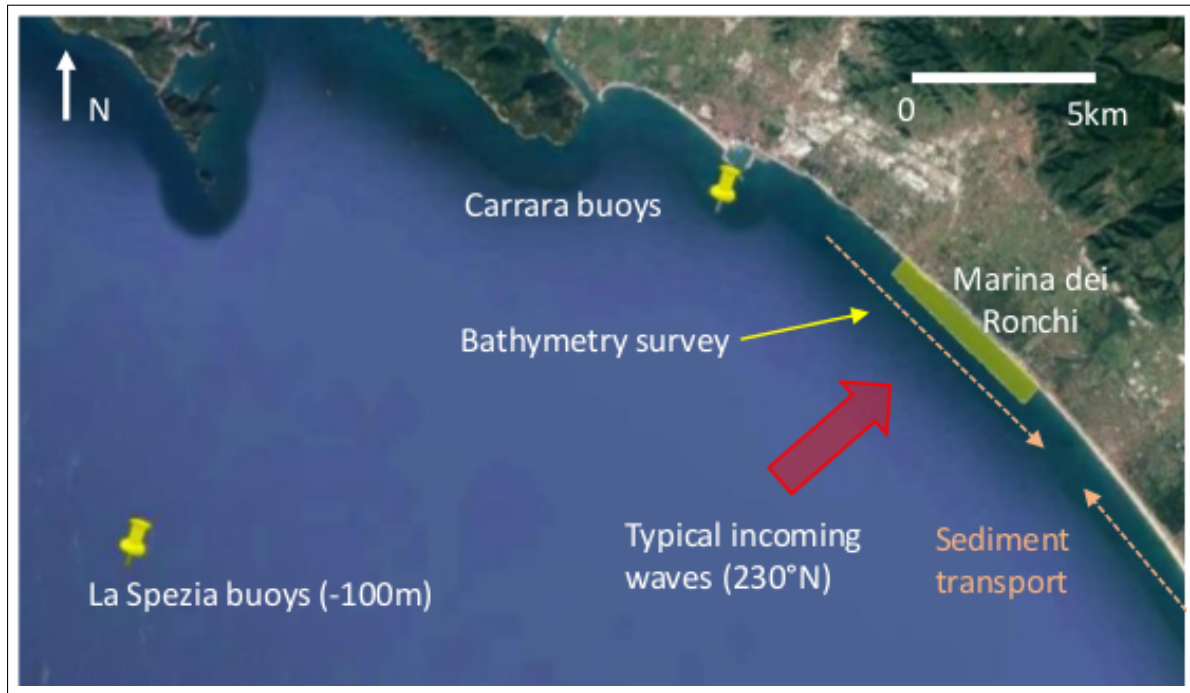 N
0 5km
Carrara buoys
Marina dei
Ronchi
Bathymetry survey
Typical incoming
waves (230°N)
Sediment
transport
La Spezia buoys (-100m)